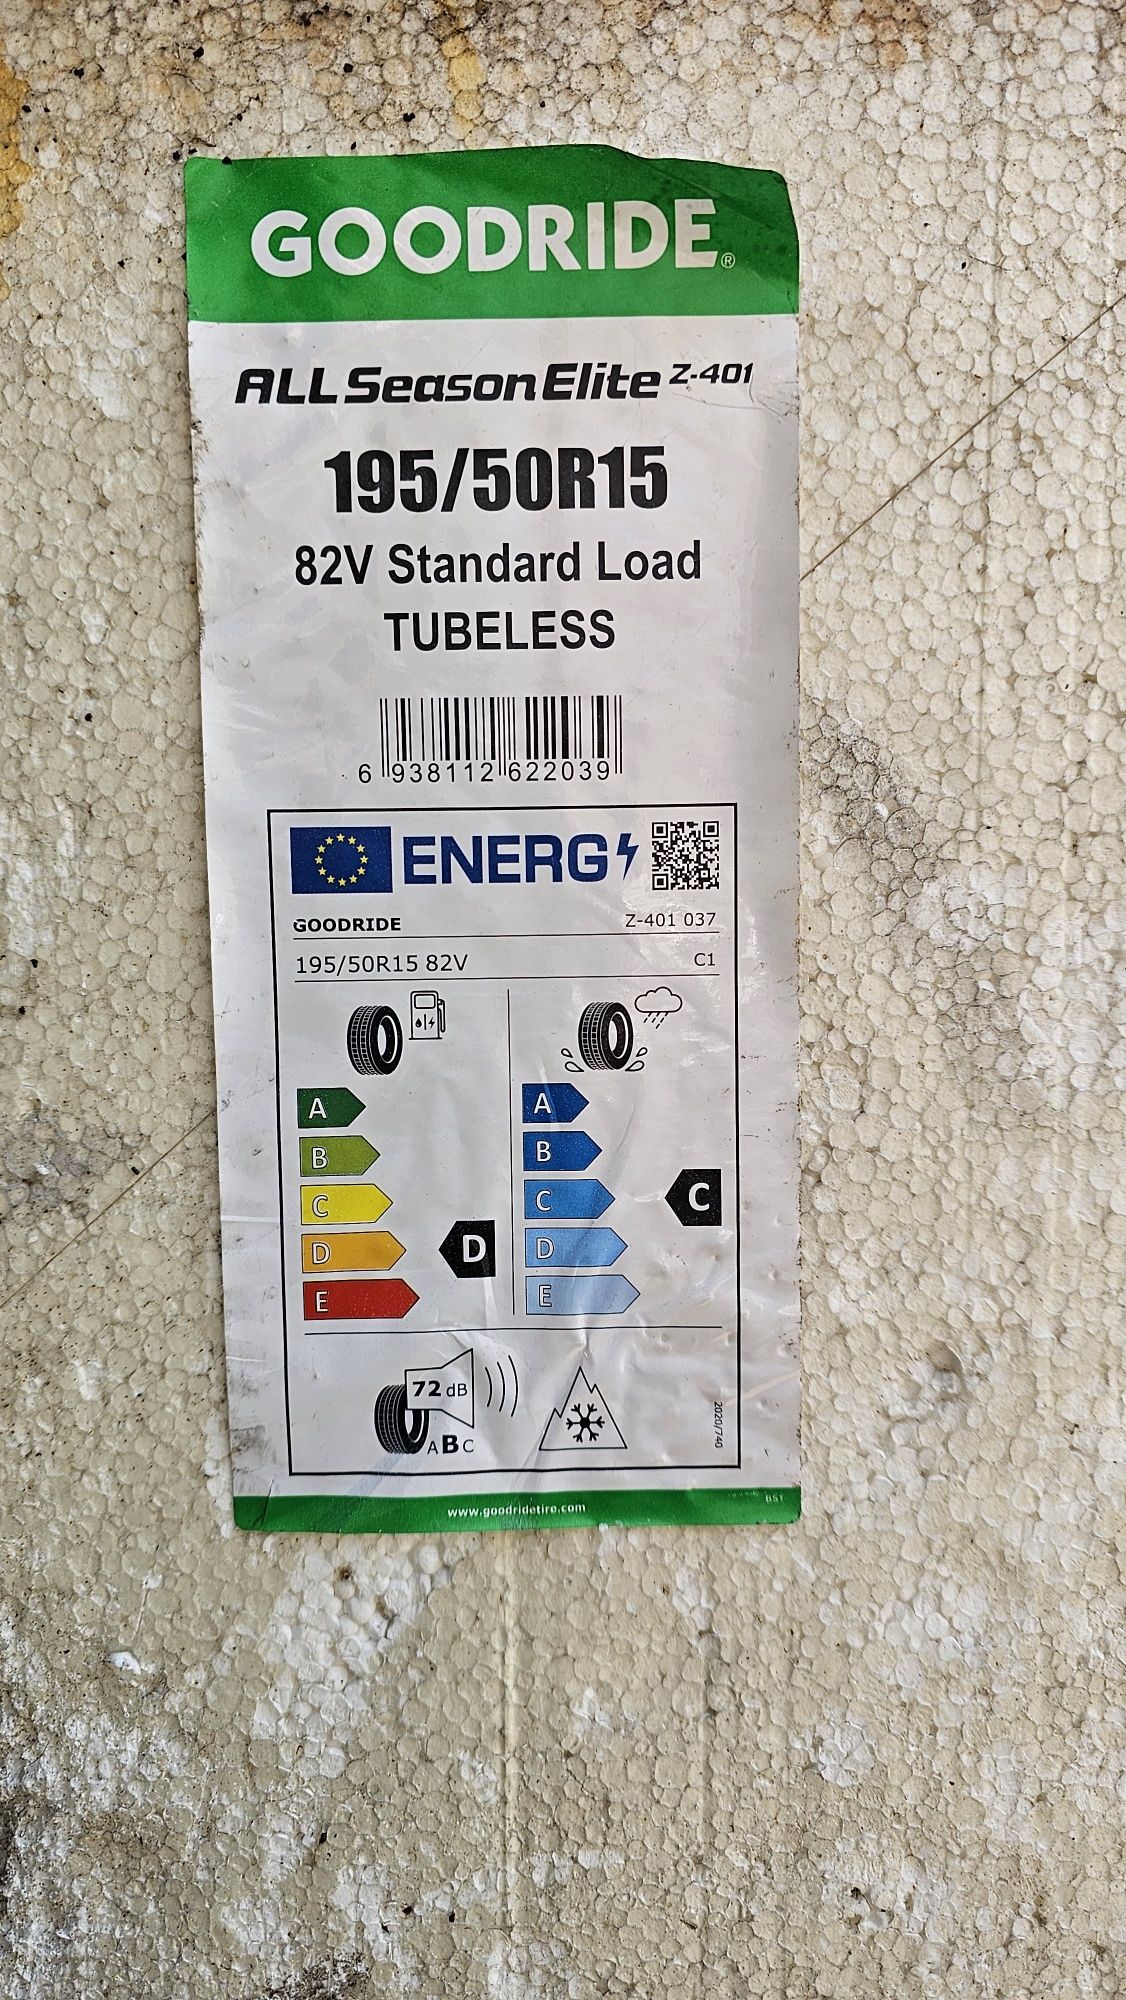 GOODRIDE®
ALL Season Elite Z-401
195/50R15
82V Standard Load
TUBELESS
6 938112 622039
ENERG
GOODRIDE Z-401 037
195/50R15 82V C1
A A
B B
C C C
D D D
E E
72 dB
ABC
2020/740
www.goodridetire.com